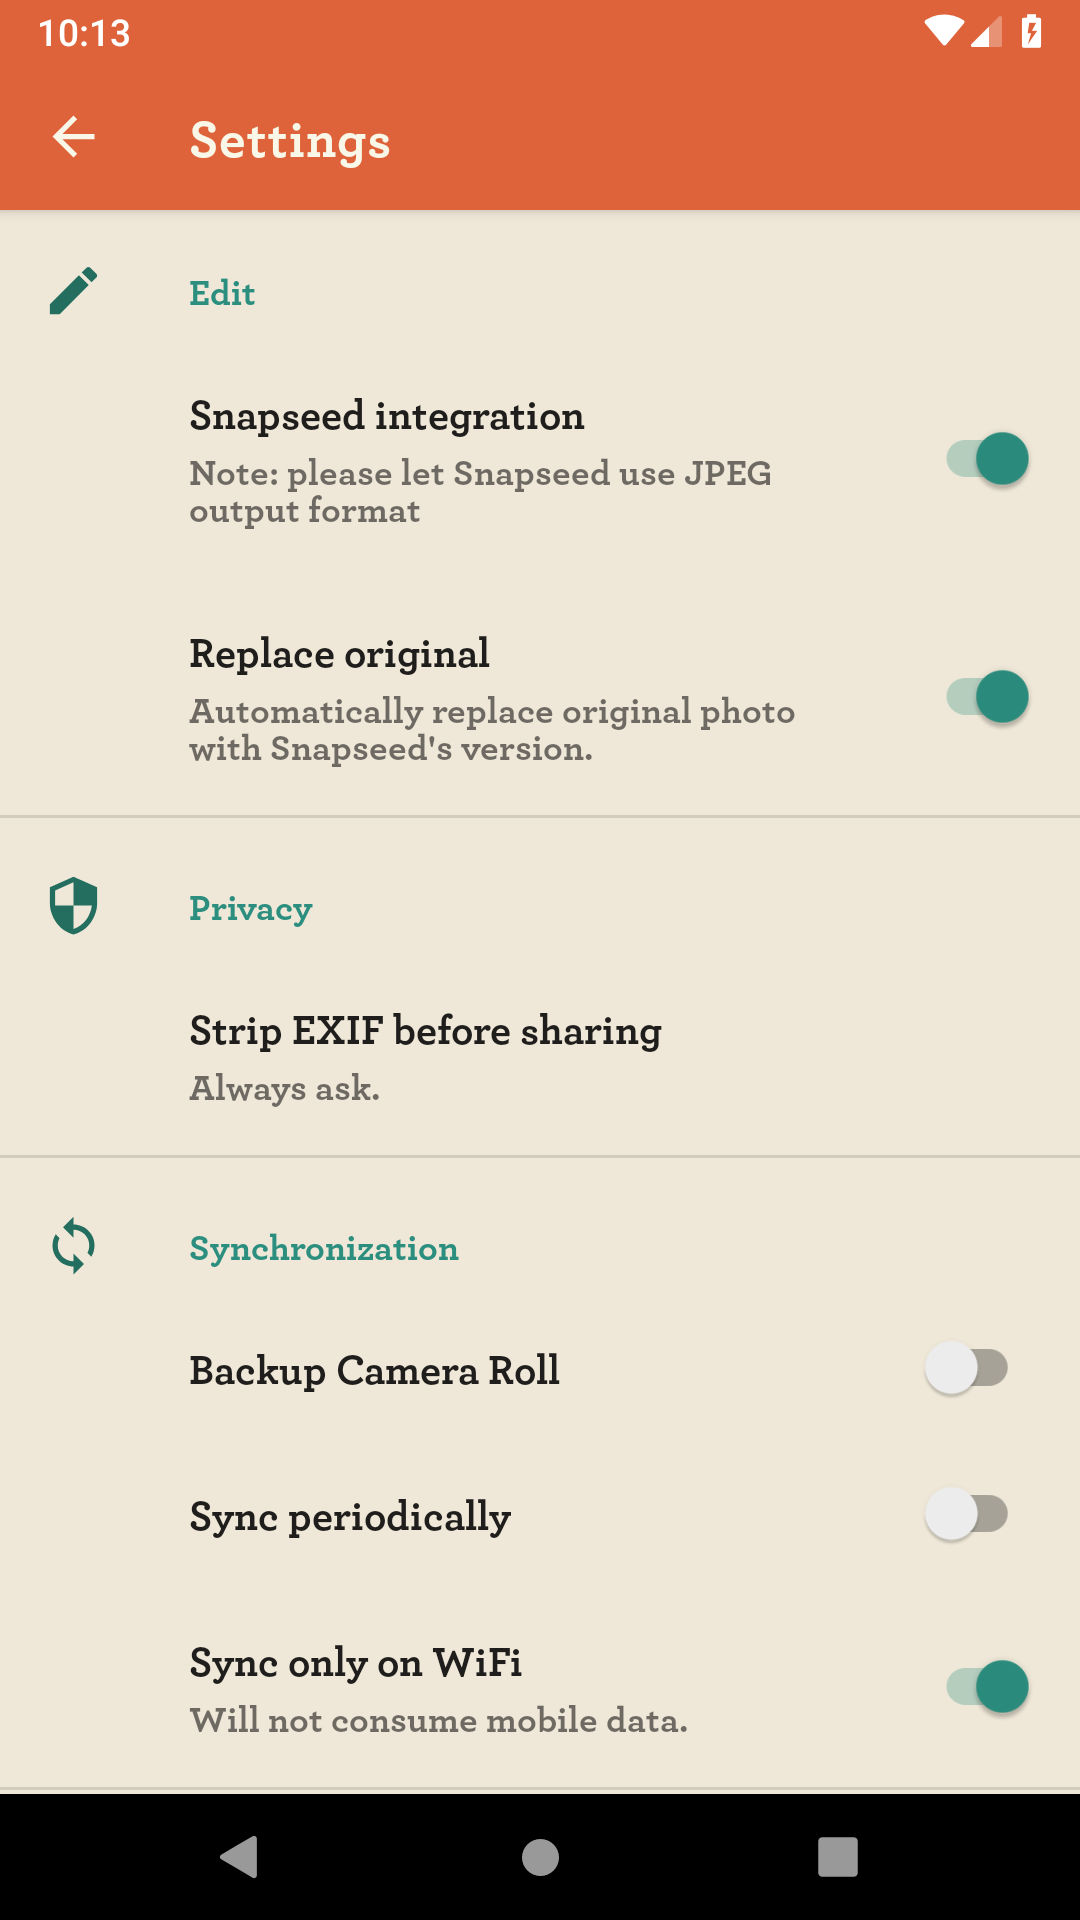 10:13
Settings
Edit
Snapseed integration
Note: please let Snapseed use JPEG
output format
Replace original
Automatically replace original photo
with Snapseed's version.
Privacy
Strip EXIF before sharing
Always ask.
Synchronization
Backup Camera Roll
Sync periodically
Sync only on WiFi
Will not consume mobile data.